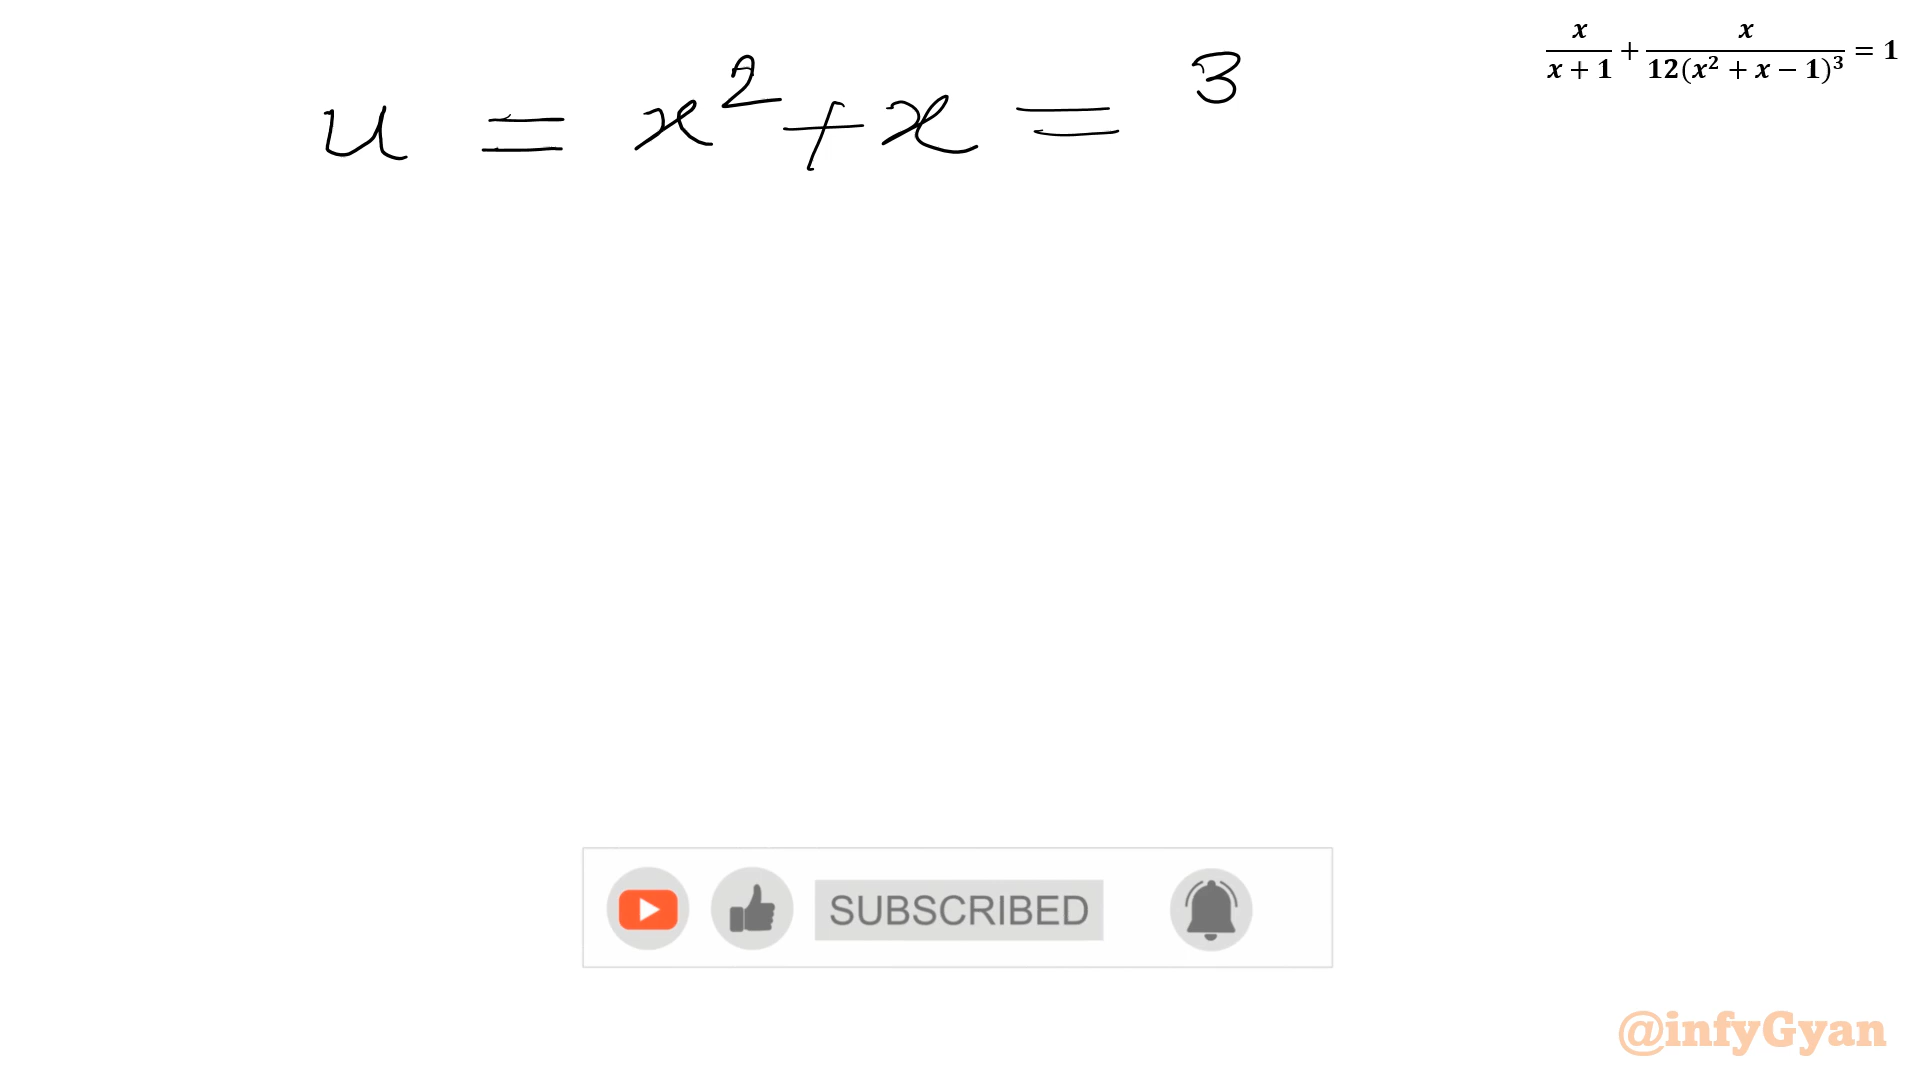 x/(x + 1) + x/(12(x² + x − 1)³) = 1
u = x² + x = 3
SUBSCRIBED
@infyGyan